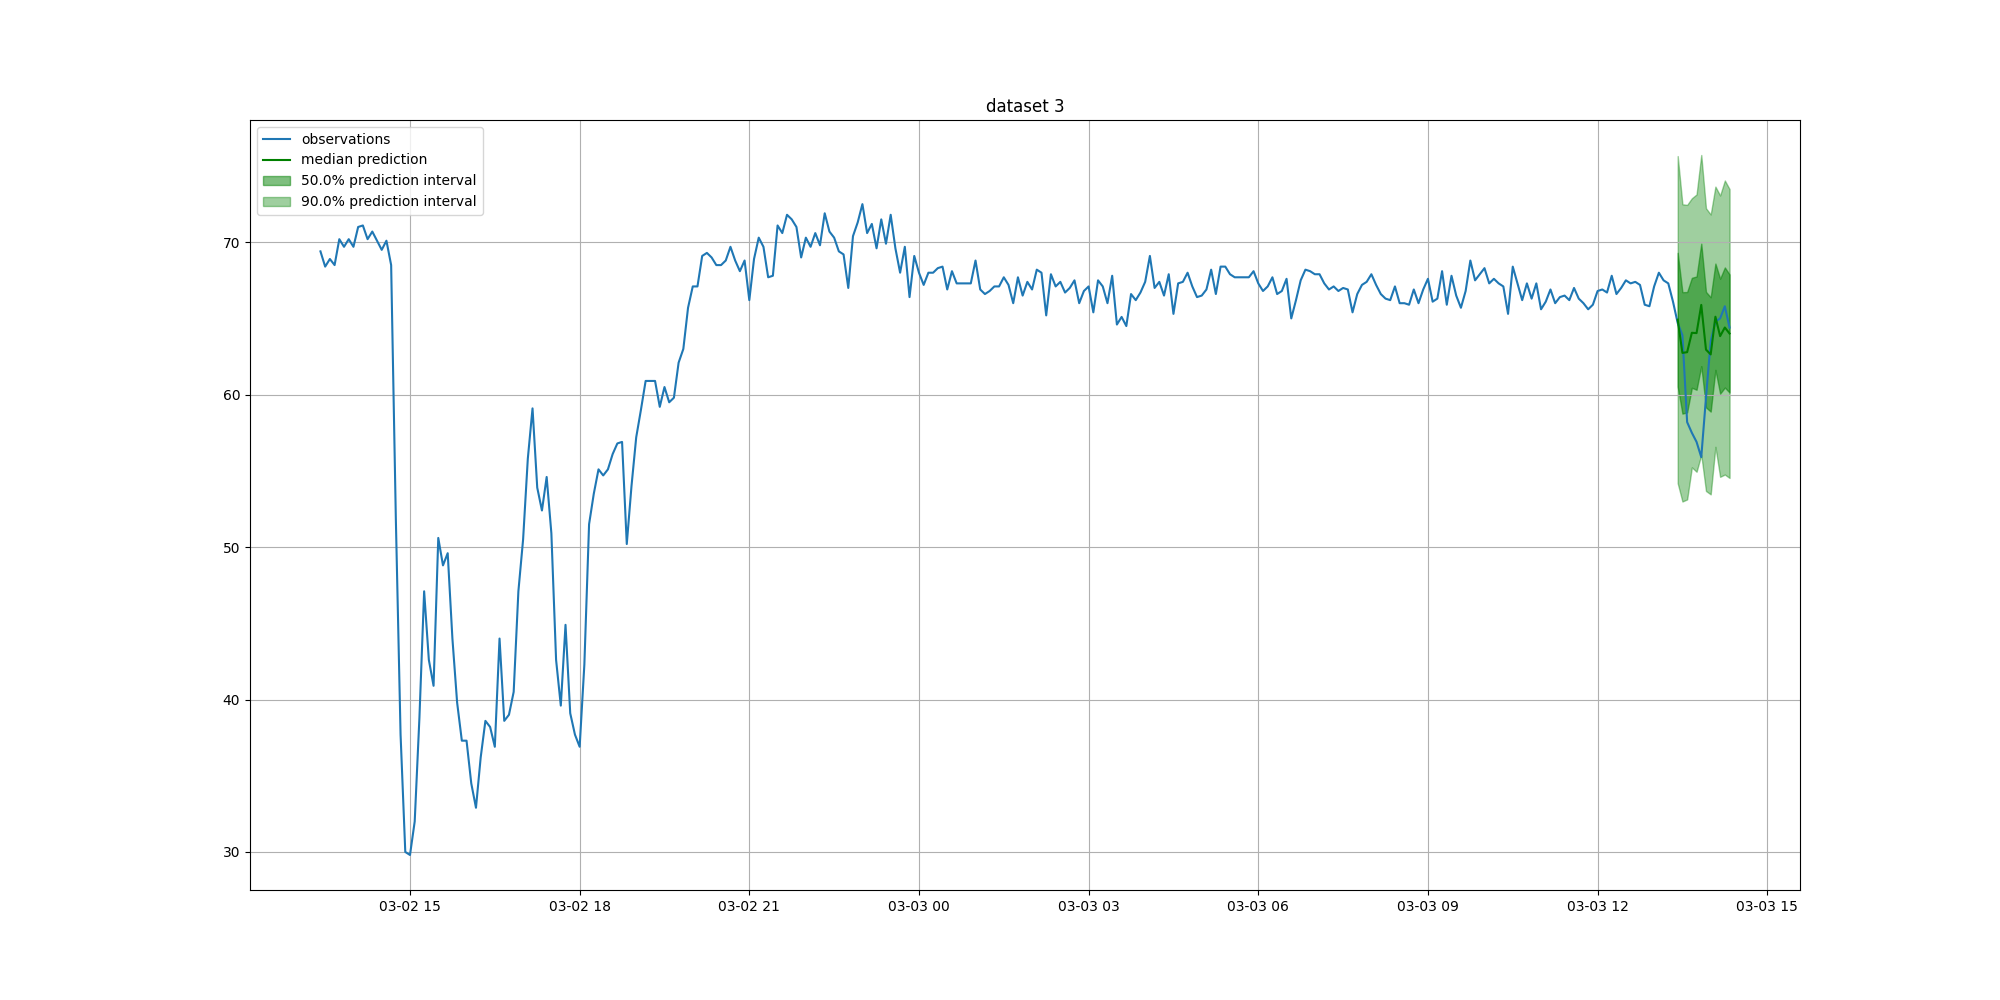 dataset 3
observations
median prediction
50.0% prediction interval
90.0% prediction interval
70
60
50
40
30
03-02 15
03-02 18
03-02 21
03-03 00
03-03 03
03-03 06
03-03 09
03-03 12
03-03 15